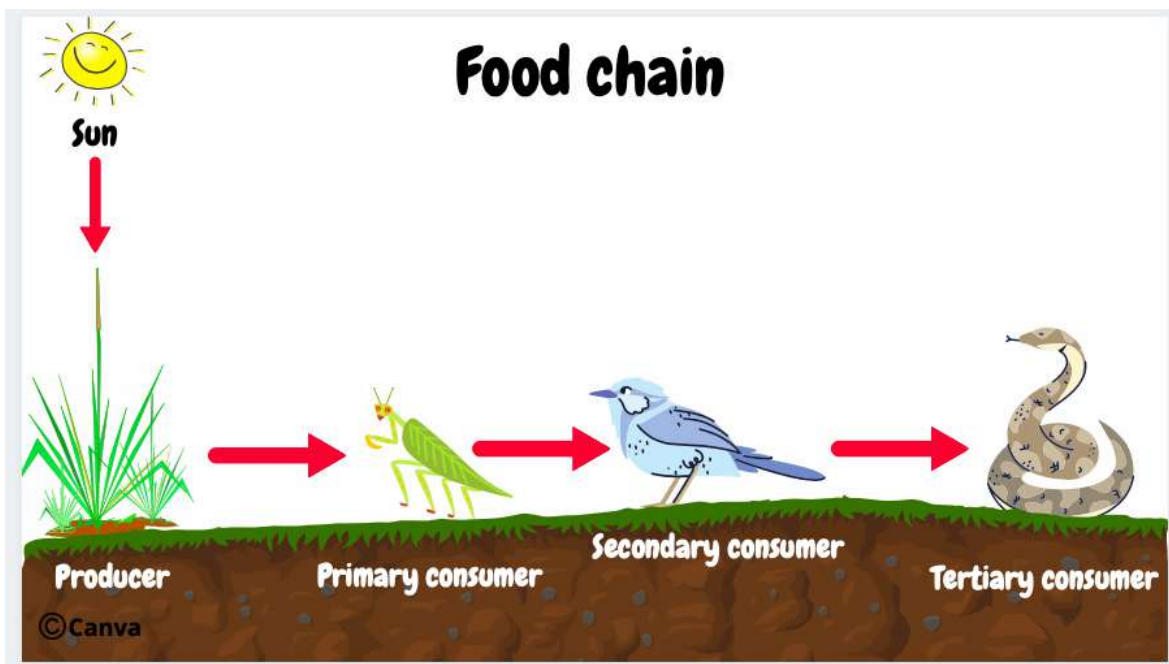 Food chain
Sun
Producer
Primary consumer
Secondary consumer
Tertiary consumer
©Canva